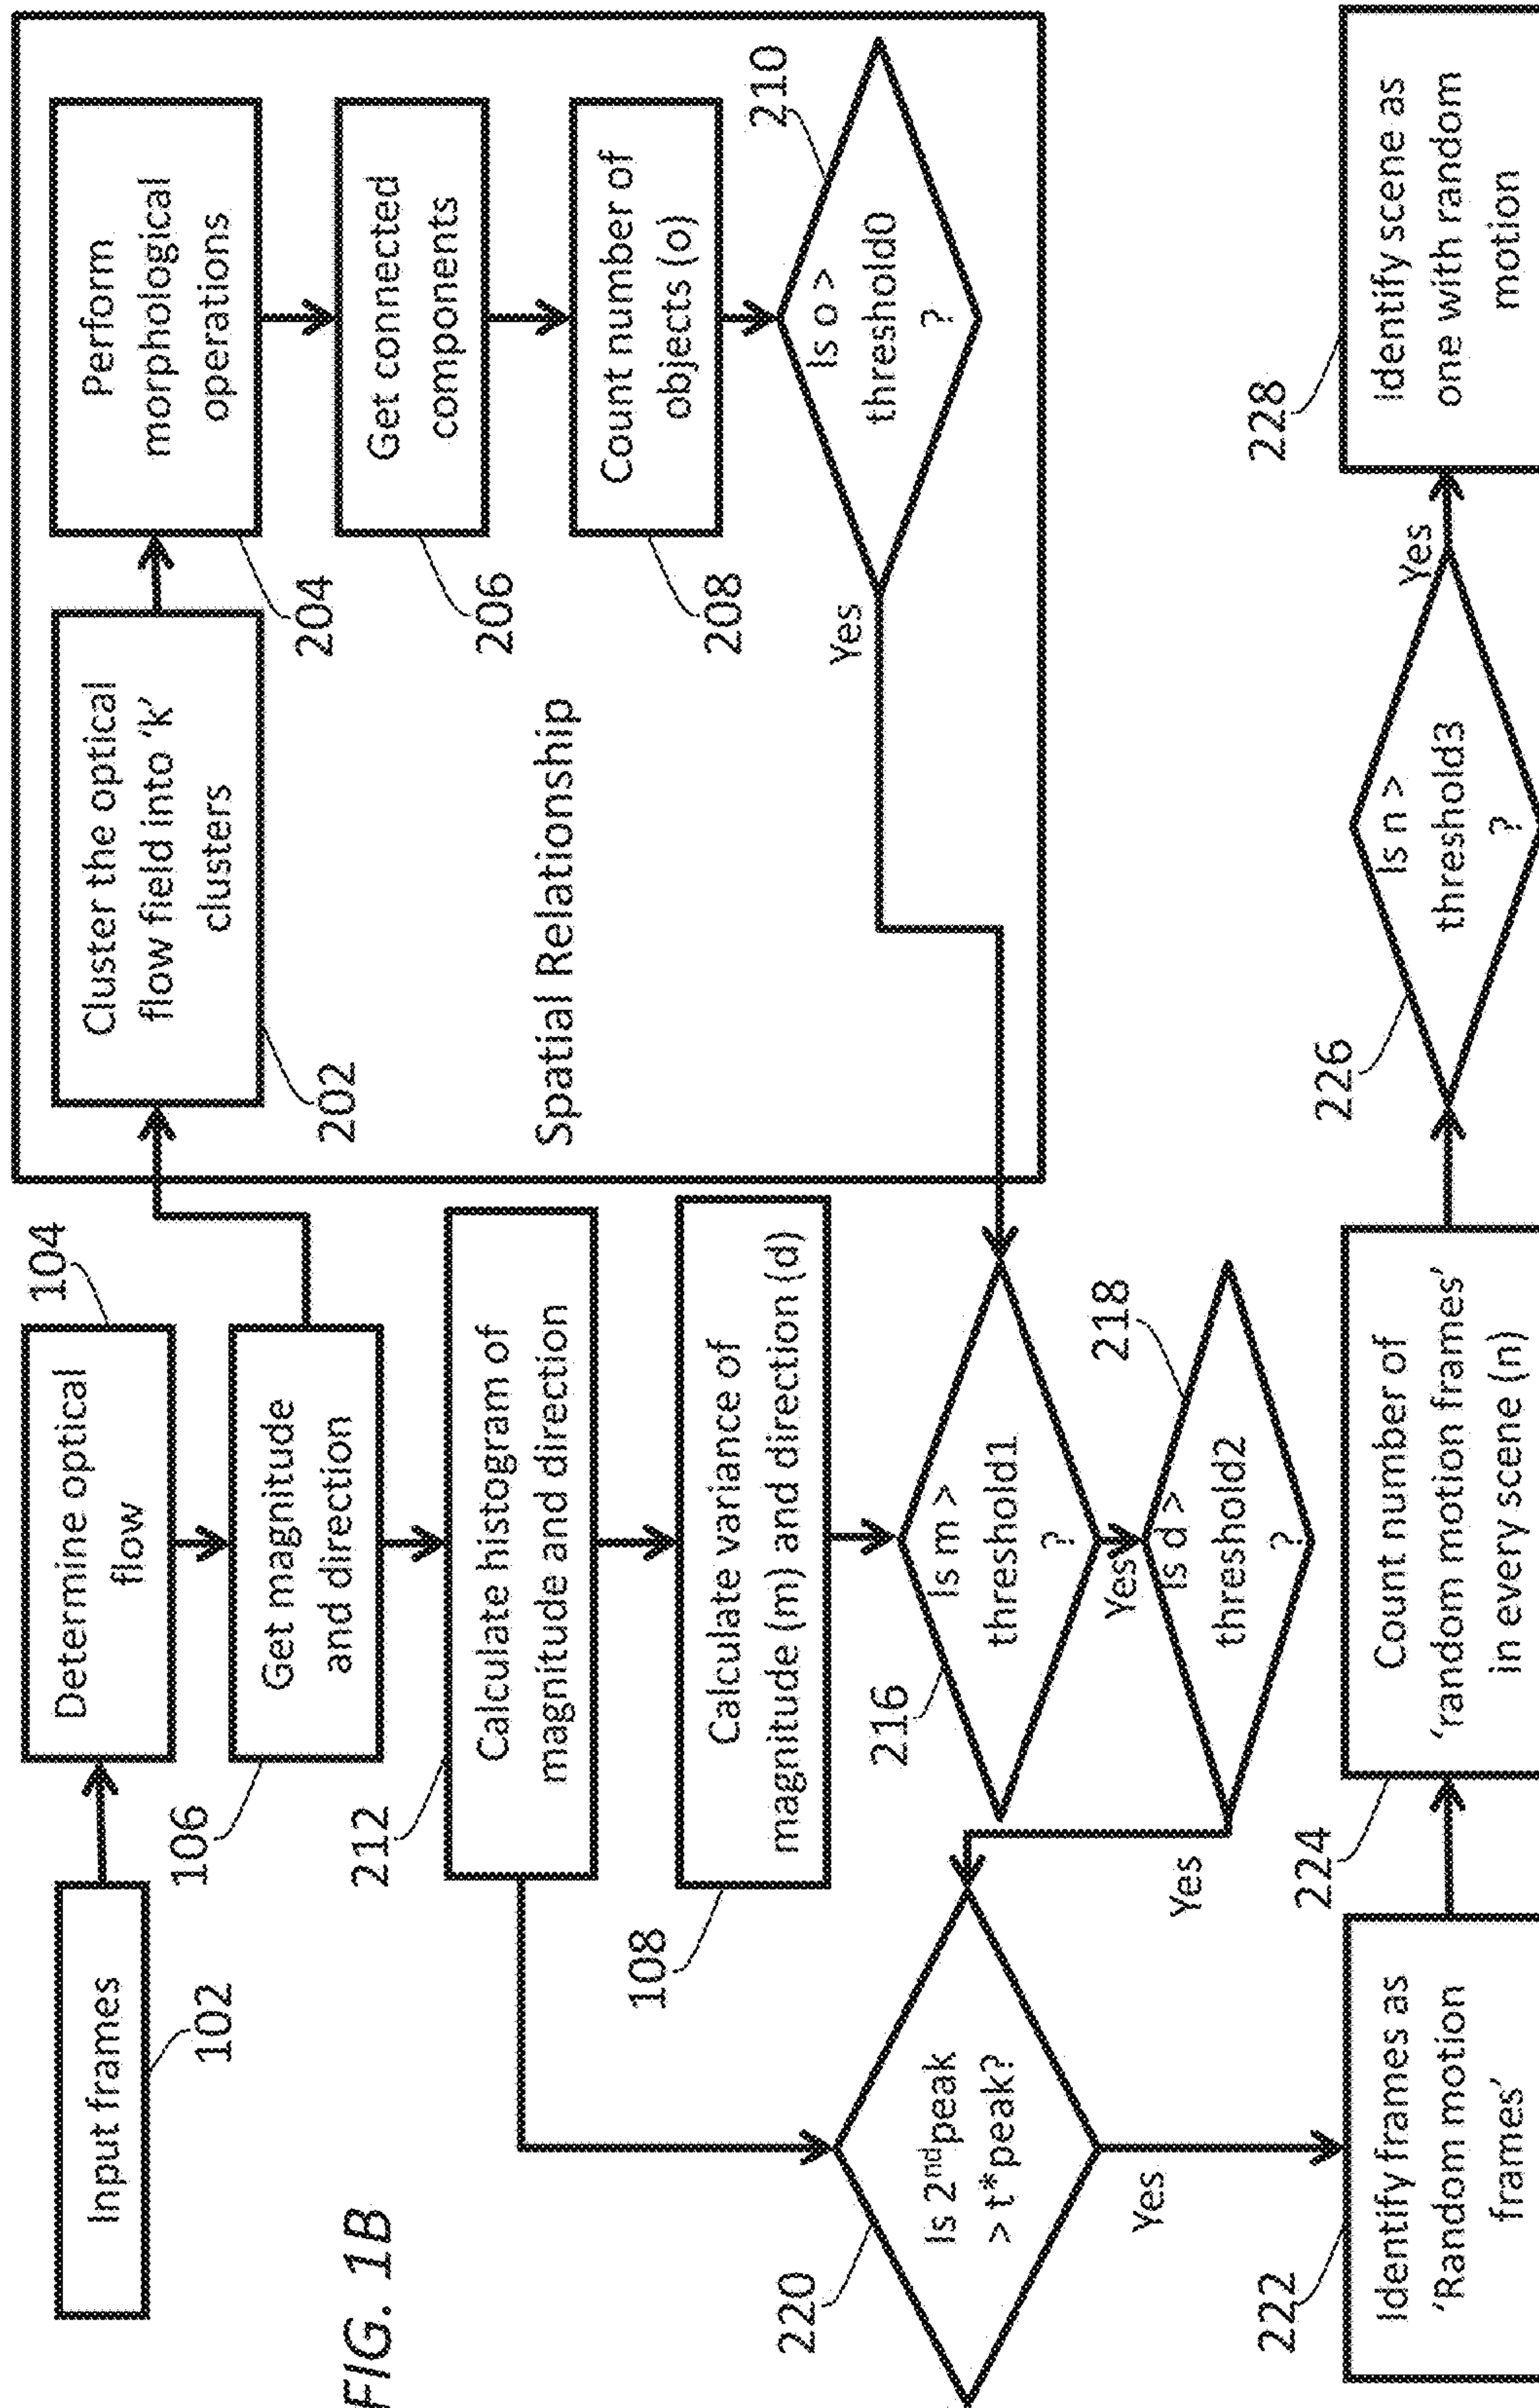 FIG. 1B
Input frames
102
Determine optical
flow
104
Get magnitude
and direction
106
Calculate histogram of
magnitude and direction
212
Calculate variance of
magnitude (m) and direction (d)
108
Cluster the optical
flow field into ‘k’
clusters
202
Perform
morphological
operations
204
Get connected
components
206
Count number of
objects (o)
208
Is o >
threshold0
?
210
Yes
Spatial Relationship
Is m >
threshold1
?
216
Yes
Is d >
threshold2
?
218
Yes
Is 2nd peak
> t*peak?
220
Yes
Identify frames as
‘Random motion
frames’
222
Count number of
‘random motion frames’
in every scene (n)
224
Is n >
threshold3
?
226
Yes
Identify scene as
one with random
motion
228